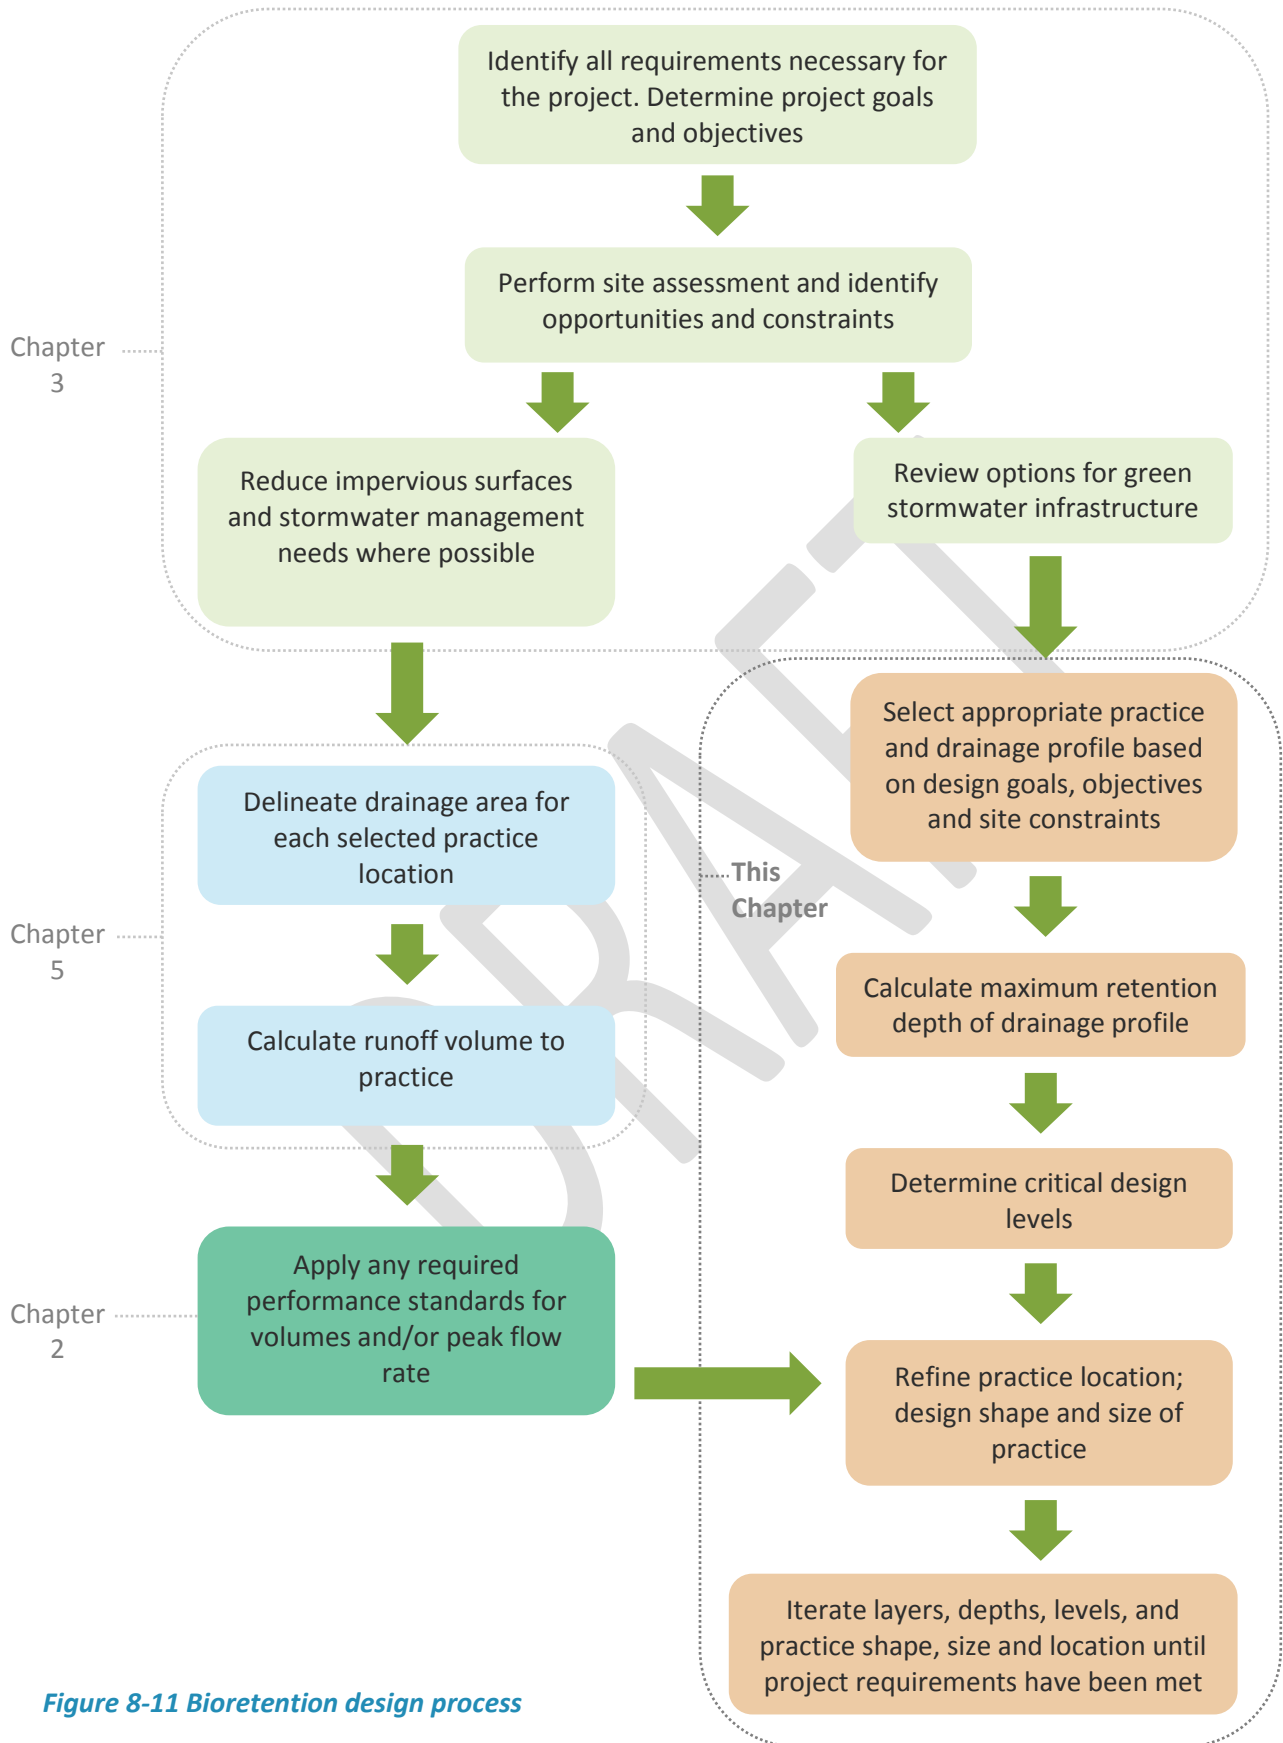 Identify all requirements necessary for
the project. Determine project goals
and objectives
Perform site assessment and identify
opportunities and constraints
Chapter
3
Reduce impervious surfaces
and stormwater management
needs where possible
Review options for green
stormwater infrastructure
Select appropriate practice
and drainage profile based
on design goals, objectives
and site constraints
Delineate drainage area for
each selected practice
location
This
Chapter
Chapter
5
Calculate maximum retention
depth of drainage profile
Calculate runoff volume to
practice
Determine critical design
levels
Apply any required
performance standards for
volumes and/or peak flow
rate
Chapter
2
Refine practice location;
design shape and size of
practice
Iterate layers, depths, levels, and
practice shape, size and location until
project requirements have been met
Figure 8-11 Bioretention design process
DRAFT